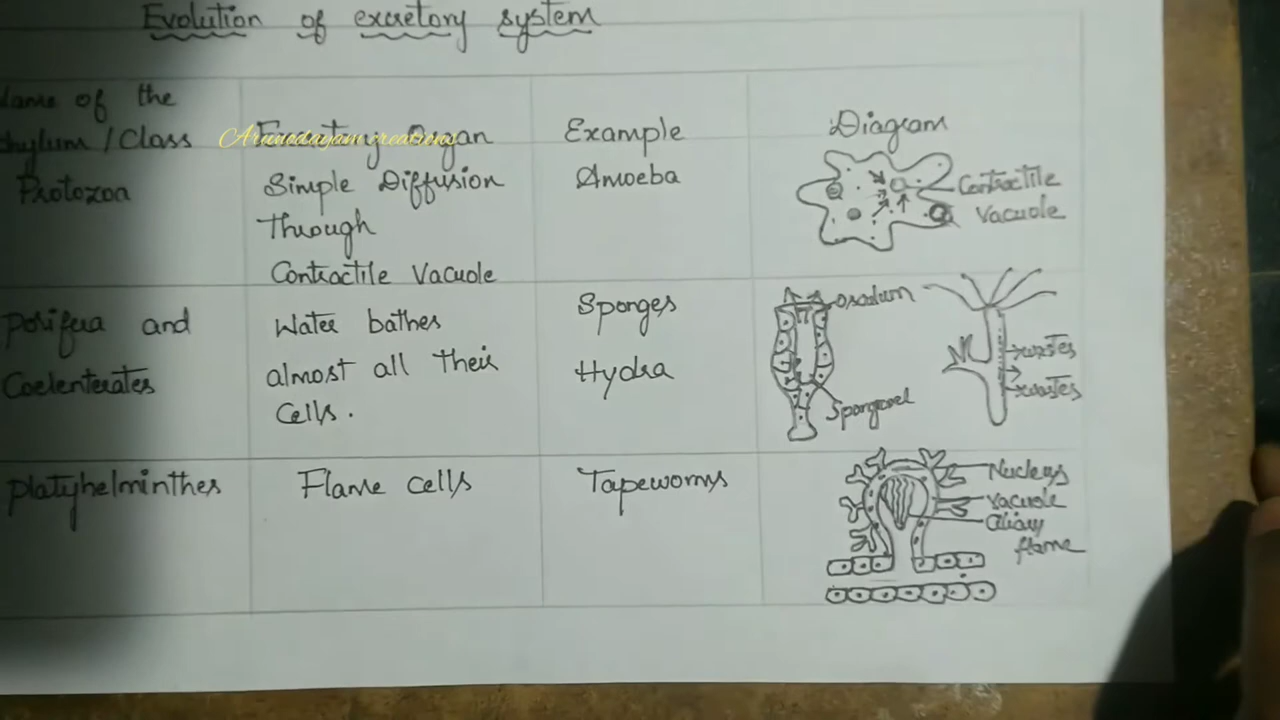 Evolution of excretory system
Name of the
Phylum / Class
Excretory Organ
Arunodayam creations
Example
Diagram
Protozoa
Simple Diffusion
Through
Contractile Vacuole
Amoeba
Contractile
Vacuole
Porifera and
Coelenterates
Water bathes
almost all their
Cells.
Sponges
Hydra
wastes
wastes
Platyhelminthes
Flame cells
Tapeworms
Nucleus
Vacuole
Ciliary
flame